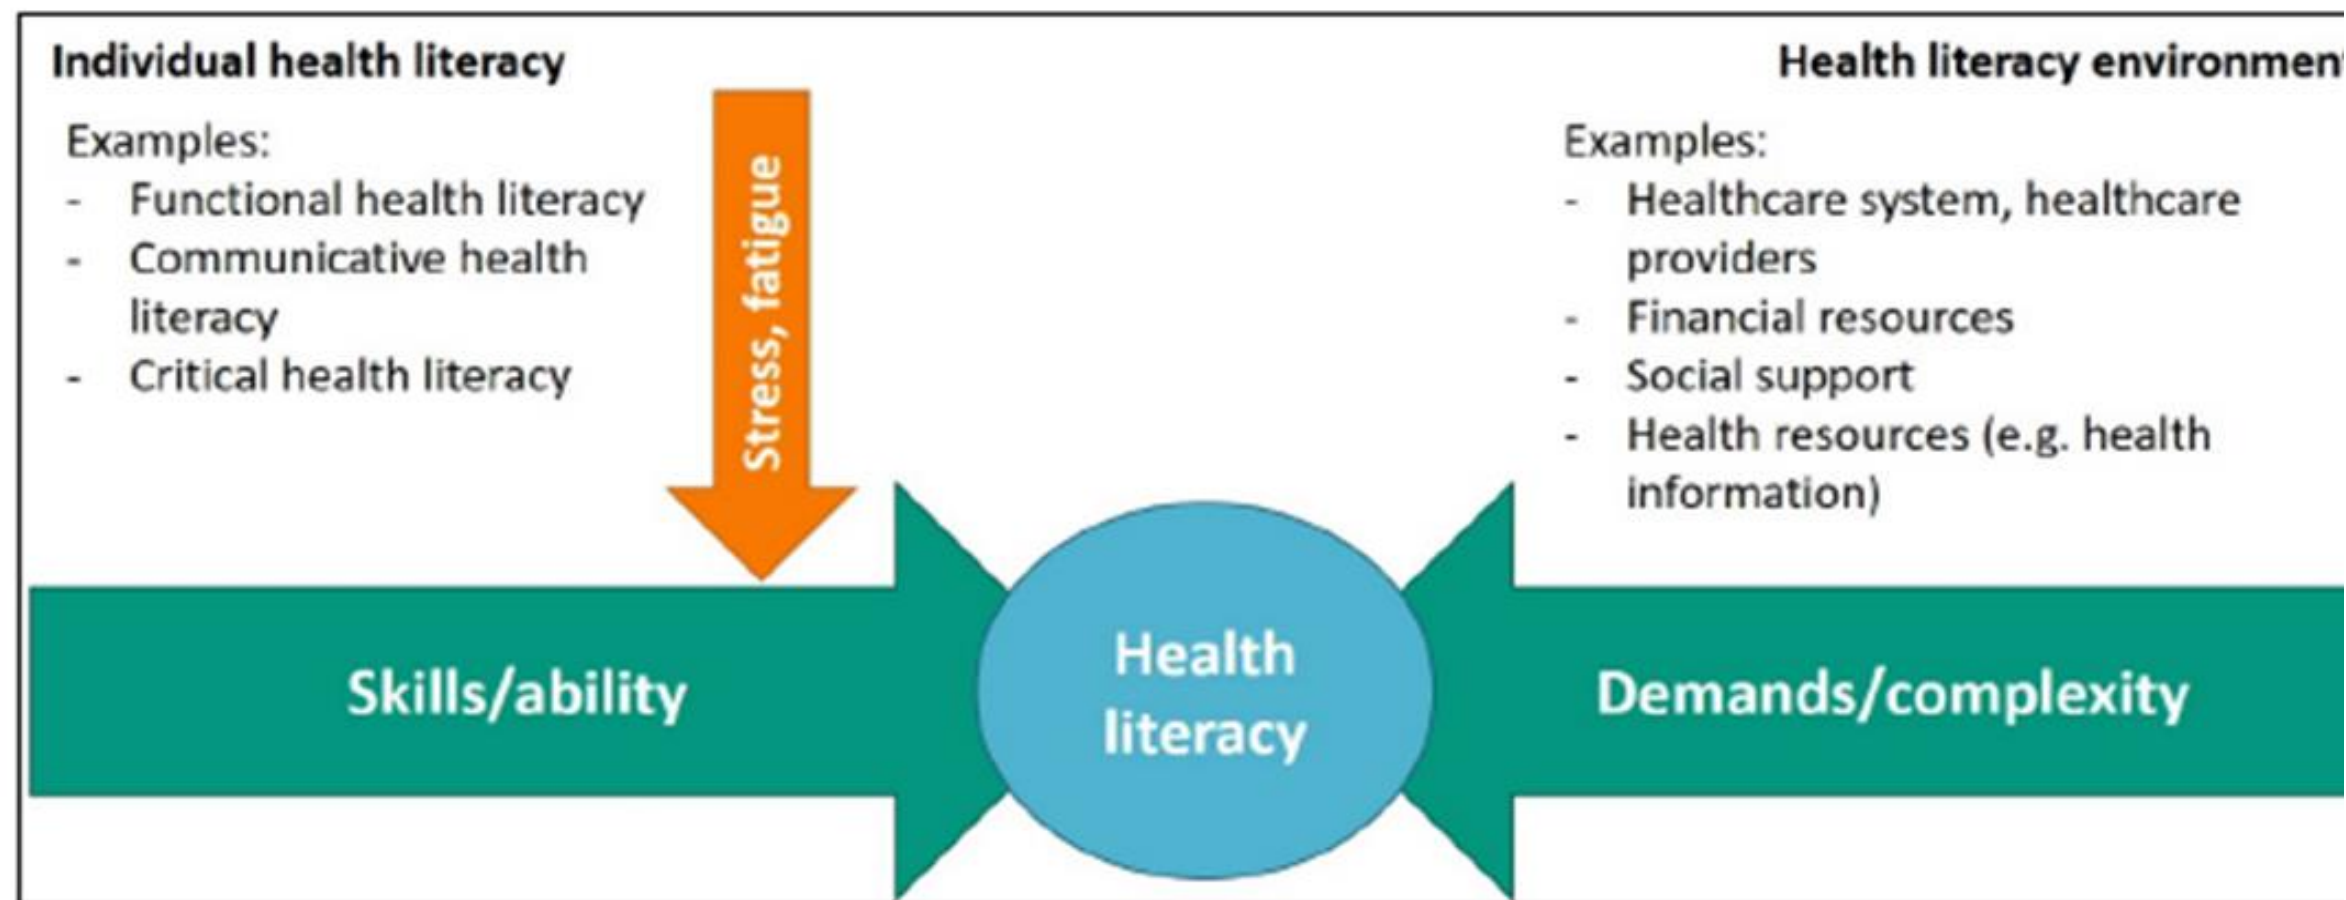 Individual health literacy
Examples:
- Functional health literacy
- Communicative health
literacy
- Critical health literacy
Stress, fatigue
Health literacy environment
Examples:
- Healthcare system, healthcare
providers
- Financial resources
- Social support
- Health resources (e.g. health
information)
Skills/ability
Health
literacy
Demands/complexity